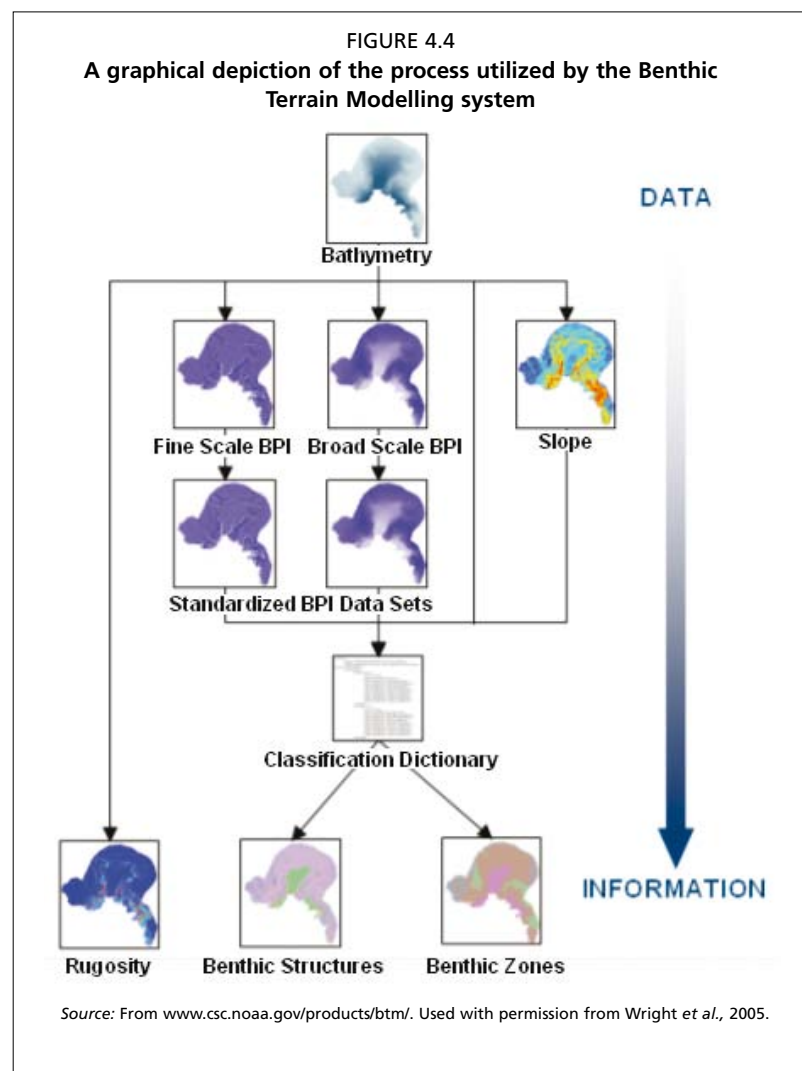 FIGURE 4.4
A graphical depiction of the process utilized by the Benthic
Terrain Modelling system
DATA
Bathymetry
Fine Scale BPI
Broad Scale BPI
Slope
Standardized BPI Data Sets
Classification Dictionary
INFORMATION
Rugosity
Benthic Structures
Benthic Zones
Source: From www.csc.noaa.gov/products/btm/. Used with permission from Wright et al., 2005.